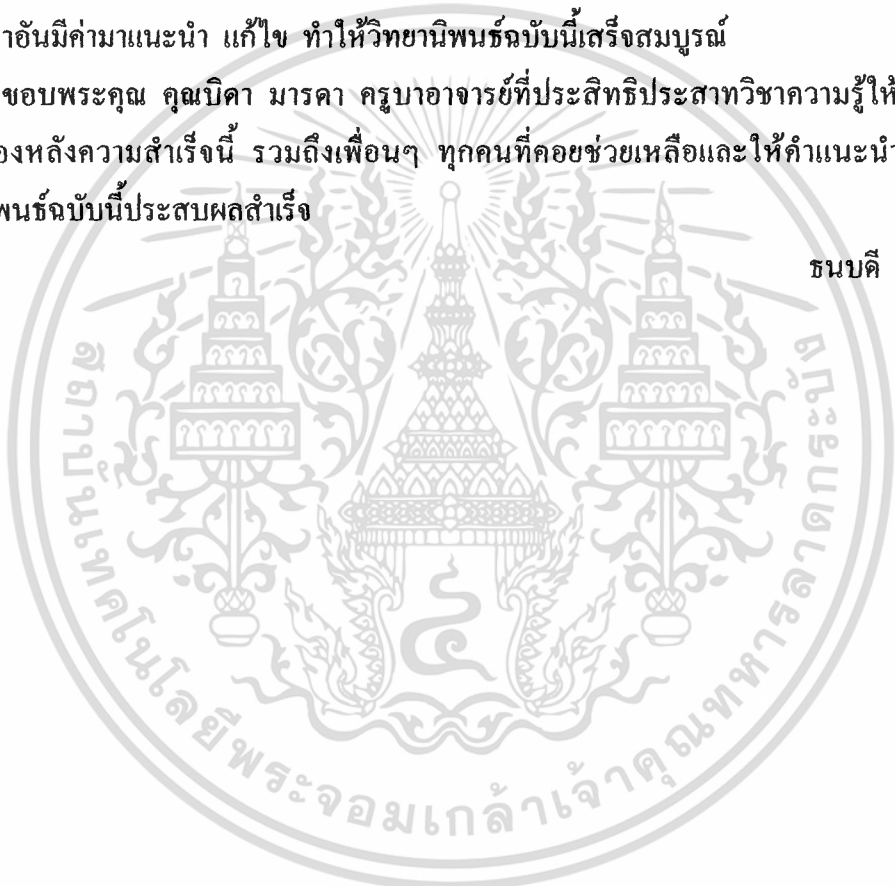 าอันมีค่ามาแนะนำ แก้ไข ทำให้วิทยานิพนธ์ฉบับนี้เสร็จสมบูรณ์
ขอบพระคุณ คุณบิดา มารดา ครูบาอาจารย์ที่ประสิทธิประสาทวิชาความรู้ให้
องหลังความสำเร็จนี้ รวมถึงเพื่อนๆ ทุกคนที่คอยช่วยเหลือและให้คำแนะนำ
พนธ์ฉบับนี้ประสบผลสำเร็จ
ธนบดี
สถาบันเทคโนโลยีพระจอมเกล้าเจ้าคุณทหารลาดกระบัง
๔